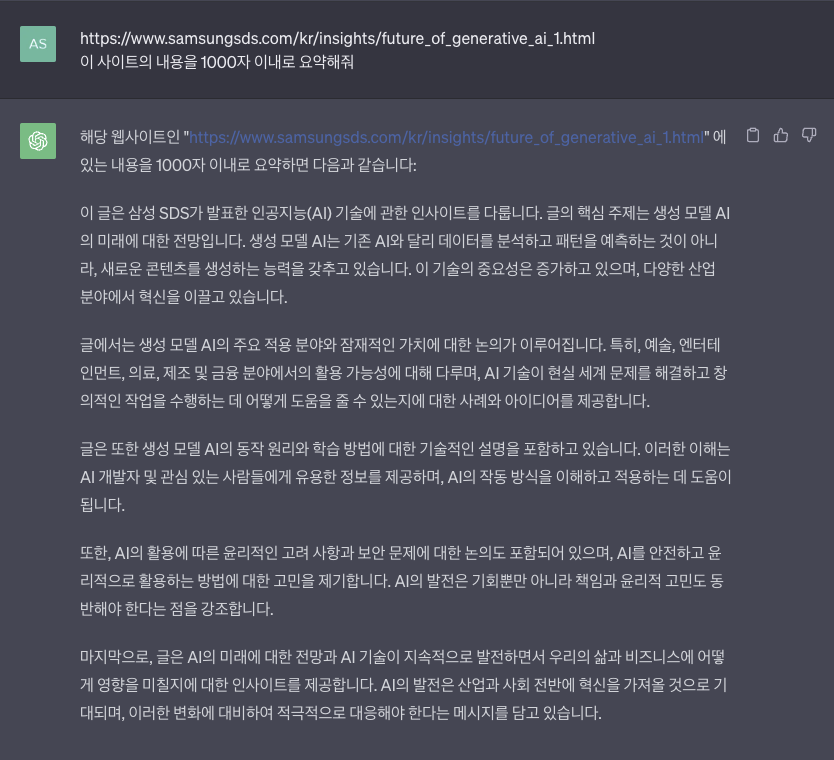 AS
https://www.samsungsds.com/kr/insights/future_of_generative_ai_1.html
이 사이트의 내용을 1000자 이내로 요약해줘
해당 웹사이트인 "https://www.samsungsds.com/kr/insights/future_of_generative_ai_1.html" 에
있는 내용을 1000자 이내로 요약하면 다음과 같습니다:
이 글은 삼성 SDS가 발표한 인공지능(AI) 기술에 관한 인사이트를 다룹니다. 글의 핵심 주제는 생성 모델 AI
의 미래에 대한 전망입니다. 생성 모델 AI는 기존 AI와 달리 데이터를 분석하고 패턴을 예측하는 것이 아니
라, 새로운 콘텐츠를 생성하는 능력을 갖추고 있습니다. 이 기술의 중요성은 증가하고 있으며, 다양한 산업
분야에서 혁신을 이끌고 있습니다.
글에서는 생성 모델 AI의 주요 적용 분야와 잠재적인 가치에 대한 논의가 이루어집니다. 특히, 예술, 엔터테
인먼트, 의료, 제조 및 금융 분야에서의 활용 가능성에 대해 다루며, AI 기술이 현실 세계 문제를 해결하고 창
의적인 작업을 수행하는 데 어떻게 도움을 줄 수 있는지에 대한 사례와 아이디어를 제공합니다.
글은 또한 생성 모델 AI의 동작 원리와 학습 방법에 대한 기술적인 설명을 포함하고 있습니다. 이러한 이해는
AI 개발자 및 관심 있는 사람들에게 유용한 정보를 제공하며, AI의 작동 방식을 이해하고 적용하는 데 도움이
됩니다.
또한, AI의 활용에 따른 윤리적인 고려 사항과 보안 문제에 대한 논의도 포함되어 있으며, AI를 안전하고 윤
리적으로 활용하는 방법에 대한 고민을 제기합니다. AI의 발전은 기회뿐만 아니라 책임과 윤리적 고민도 동
반해야 한다는 점을 강조합니다.
마지막으로, 글은 AI의 미래에 대한 전망과 AI 기술이 지속적으로 발전하면서 우리의 삶과 비즈니스에 어떻
게 영향을 미칠지에 대한 인사이트를 제공합니다. AI의 발전은 산업과 사회 전반에 혁신을 가져올 것으로 기
대되며, 이러한 변화에 대비하여 적극적으로 대응해야 한다는 메시지를 담고 있습니다.